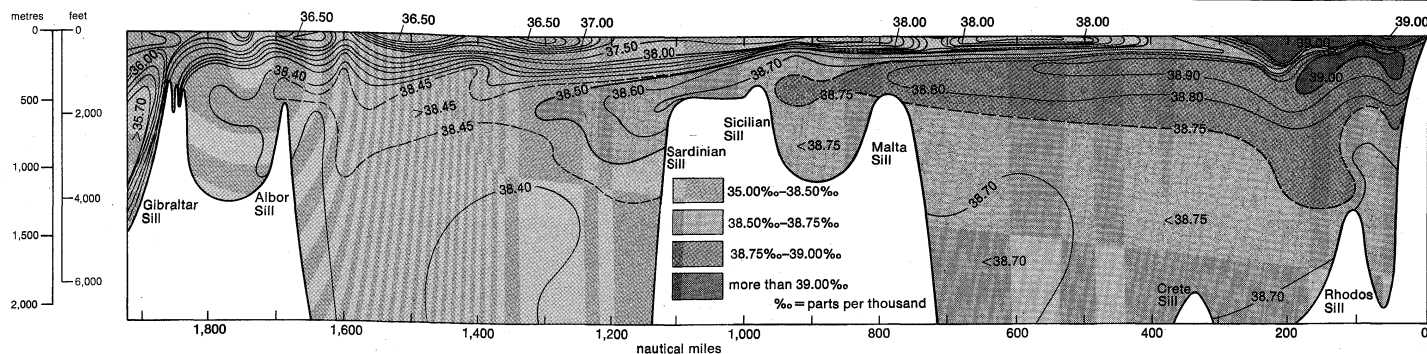 metres feet
36.50 36.50 36.50 37.00 38.00 38.00 38.00 39.00
0 0
500 2,000
1,000
4,000
1,500
6,000
2,000
36.00
>35.70
38.40
38.45
>38.45
38.45
38.40
37.50
38.00
38.50
38.60
38.70
38.75
<38.75
38.80
38.90
38.80
38.75
39.00
39.00
38.70
<38.75
<38.70
38.70
Gibraltar
Sill
Albor
Sill
Sardinian
Sill
Sicilian
Sill
Malta
Sill
Crete
Sill
Rhodos
Sill
35.00‰–38.50‰
38.50‰–38.75‰
38.75‰–39.00‰
more than 39.00‰
‰ = parts per thousand
1,800 1,600 1,400 1,200 1,000 800 600 400 200 0
nautical miles